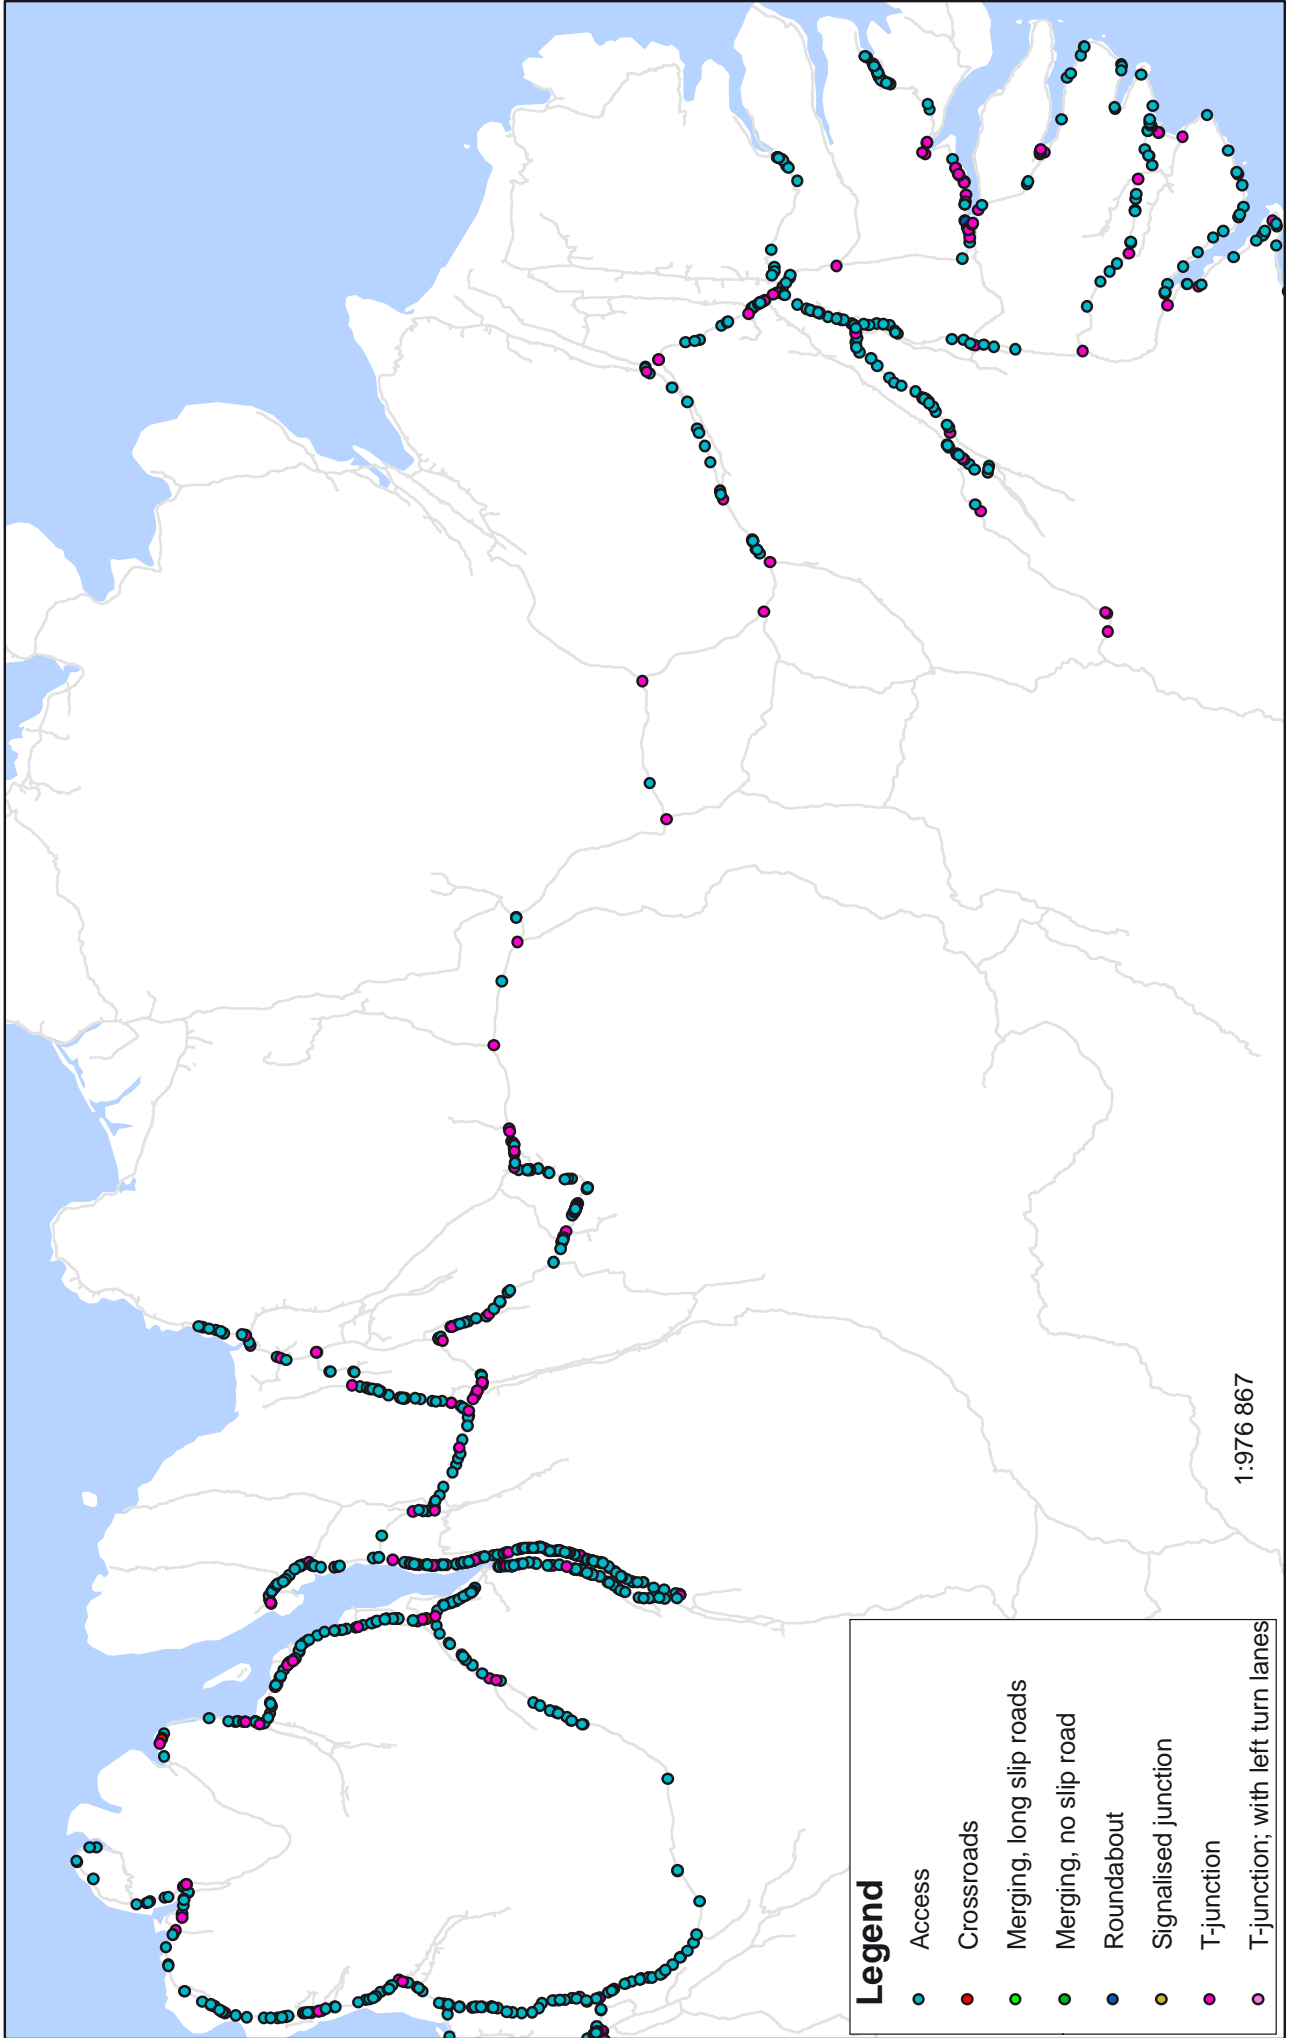 1:976 867
Legend
Access
Crossroads
Merging, long slip roads
Merging, no slip road
Roundabout
Signalised junction
T-junction
T-junction; with left turn lanes